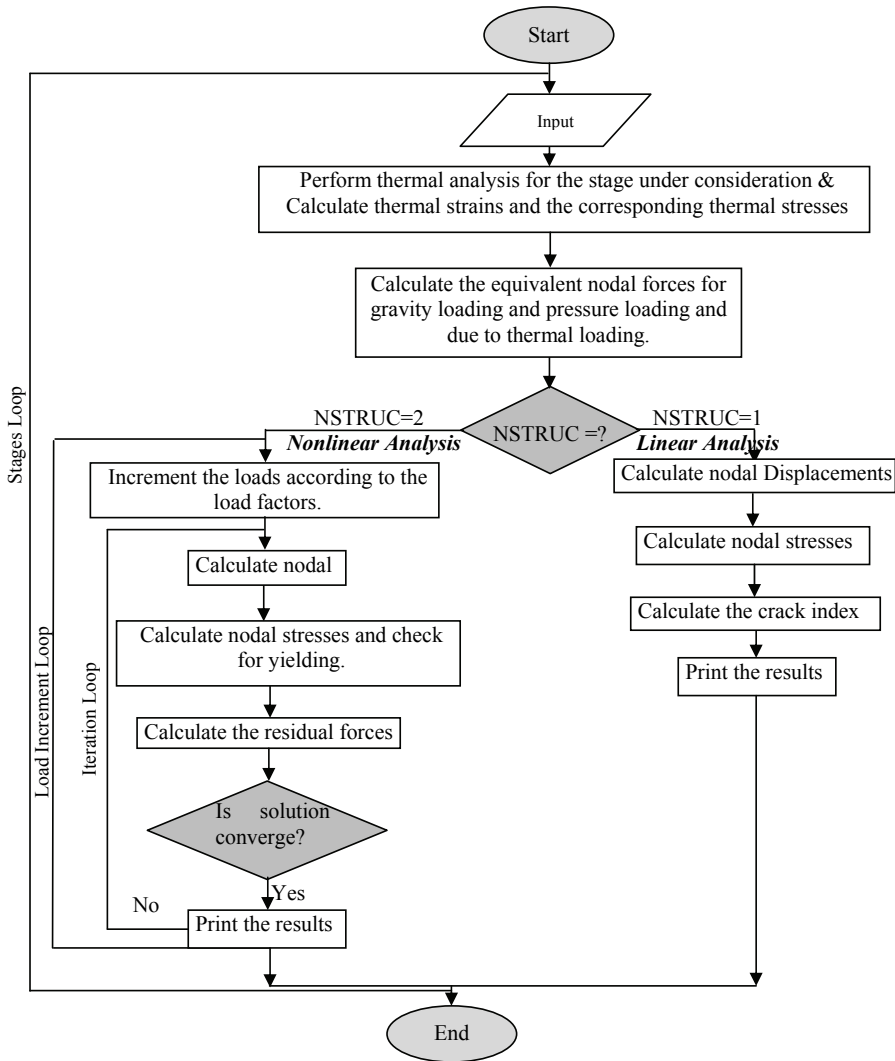 Start
Input
Perform thermal analysis for the stage under consideration &
Calculate thermal strains and the corresponding thermal stresses
Calculate the equivalent nodal forces for
gravity loading and pressure loading and
due to thermal loading.
NSTRUC =?
NSTRUC=2
Nonlinear Analysis
NSTRUC=1
Linear Analysis
Stages Loop
Load Increment Loop
Iteration Loop
Increment the loads according to the
load factors.
Calculate nodal
Calculate nodal stresses and check
for yielding.
Calculate the residual forces
Is solution
converge?
Yes
No
Print the results
Calculate nodal Displacements
Calculate nodal stresses
Calculate the crack index
Print the results
End